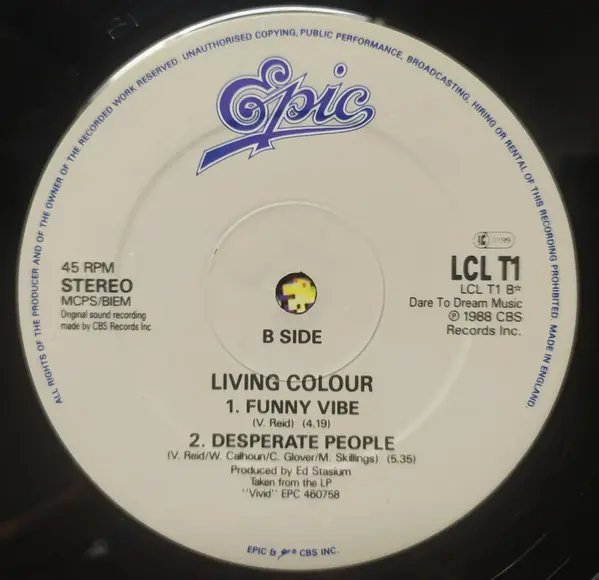 ALL RIGHTS OF THE PRODUCER AND OF THE OWNER OF THE RECORDED WORK RESERVED. UNAUTHORISED COPYING, PUBLIC PERFORMANCE, BROADCASTING, HIRING OR RENTAL OF THIS RECORDING PROHIBITED. MADE IN ENGLAND.
Epic
45 RPM
STEREO
MCPS/BIEM
Original sound recording
made by CBS Records Inc
LC
LCL T1
LCL T1 B☆
Dare To Dream Music
℗ 1988 CBS
Records Inc.
B SIDE
LIVING COLOUR
1. FUNNY VIBE
(V. Reid) (4.19)
2. DESPERATE PEOPLE
(V. Reid/W. Calhoun/C. Glover/M. Skillings) (5.35)
Produced by Ed Stasium
Taken from the LP
"Vivid" EPC 460758
EPIC & ® CBS INC.